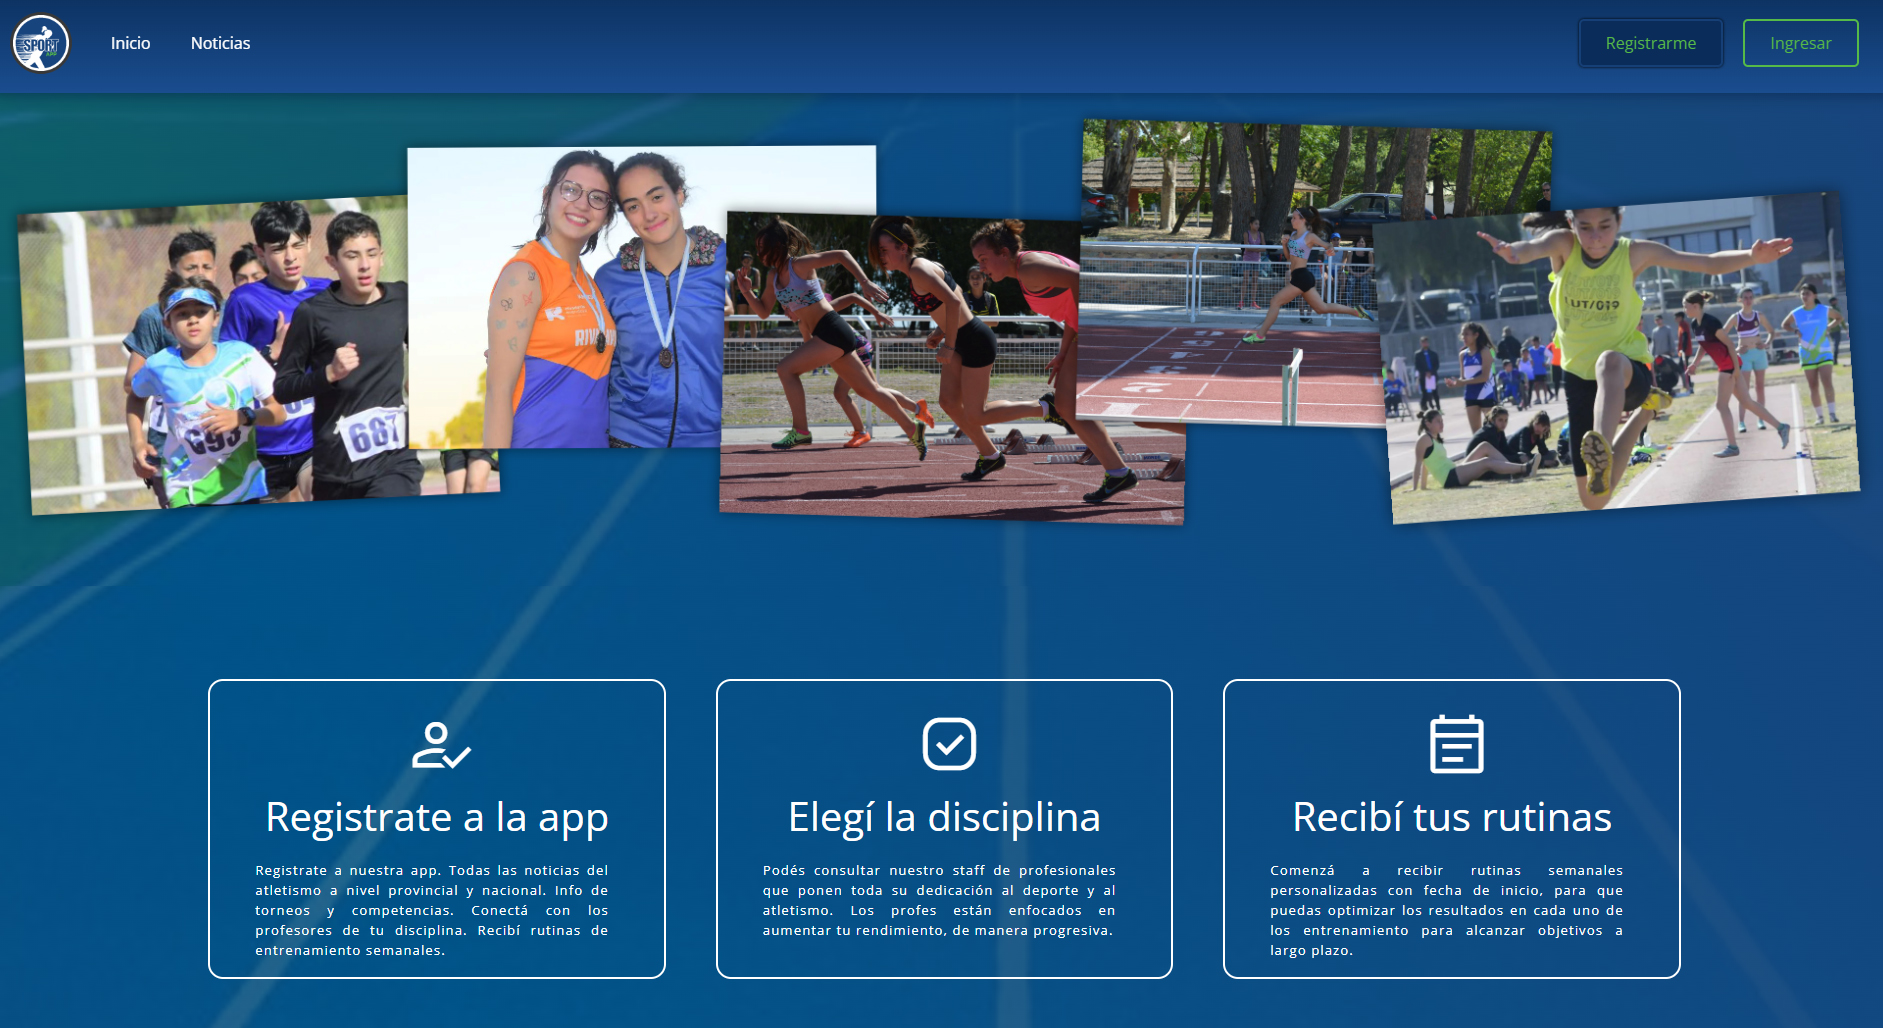 SPORT
Inicio
Noticias
Registrarme
Ingresar
693
687
LUT/019
Registrate a la app
Registrate a nuestra app. Todas las noticias del
atletismo a nivel provincial y nacional. Info de
torneos y competencias. Conectá con los
profesores de tu disciplina. Recibí rutinas de
entrenamiento semanales.
Elegí la disciplina
Podés consultar nuestro staff de profesionales
que ponen toda su dedicación al deporte y al
atletismo. Los profes están enfocados en
aumentar tu rendimiento, de manera progresiva.
Recibí tus rutinas
Comenzá a recibir rutinas semanales
personalizadas con fecha de inicio, para que
puedas optimizar los resultados en cada uno de
los entrenamiento para alcanzar objetivos a
largo plazo.